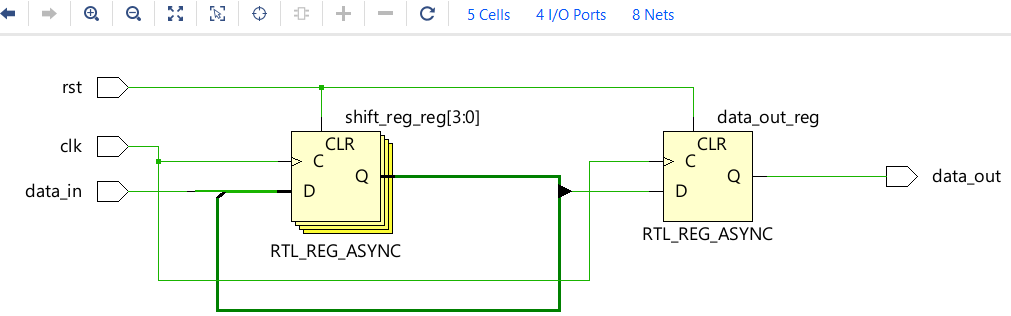 5 Cells 4 I/O Ports 8 Nets
rst
shift_reg_reg[3:0] data_out_reg
CLR CLR
clk
C C
Q Q
data_in
D D
data_out
RTL_REG_ASYNC RTL_REG_ASYNC